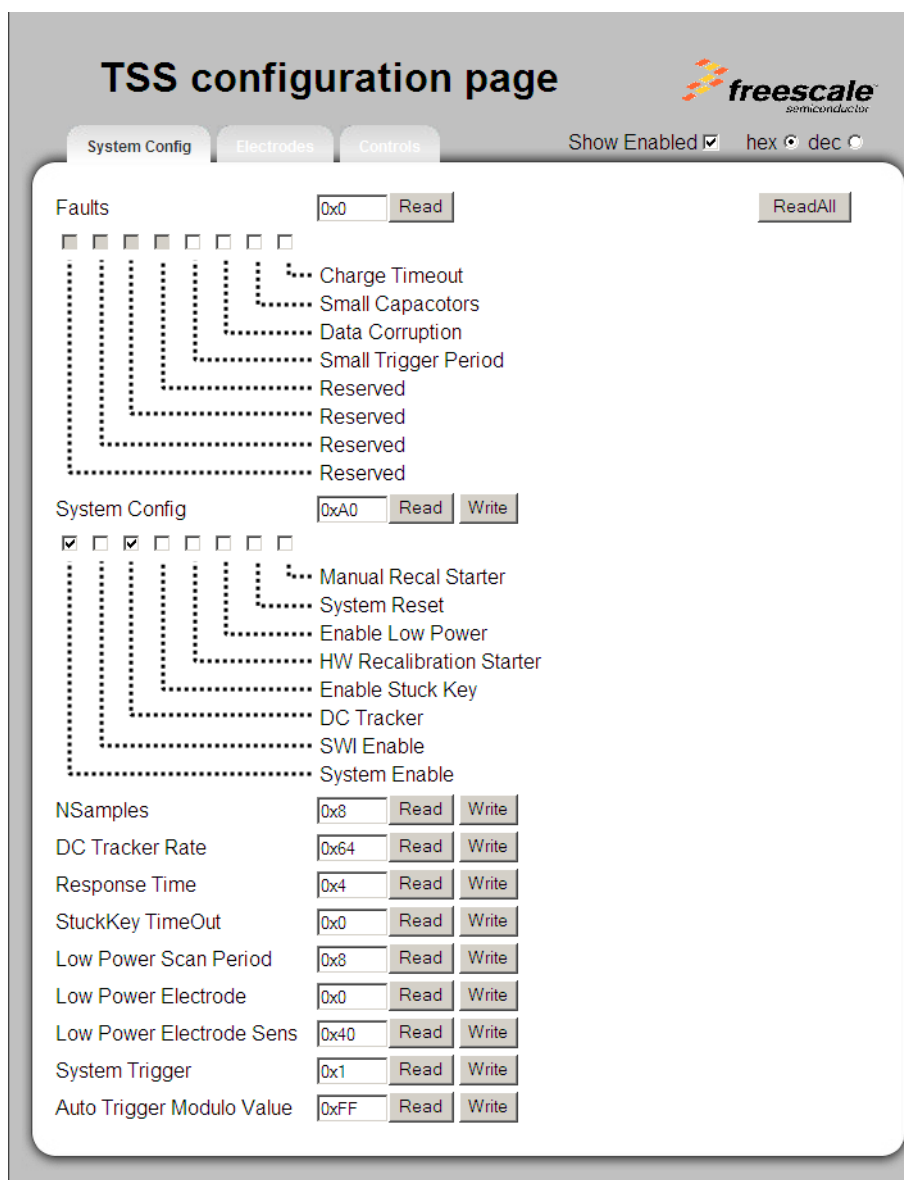 TSS configuration page
freescale
semiconductor
System Config Electrodes Controls Show Enabled hex dec
Faults 0x0 Read ReadAll
Charge Timeout
Small Capacotors
Data Corruption
Small Trigger Period
Reserved
Reserved
Reserved
Reserved
System Config 0xA0 Read Write
Manual Recal Starter
System Reset
Enable Low Power
HW Recalibration Starter
Enable Stuck Key
DC Tracker
SWI Enable
System Enable
NSamples 0x8 Read Write
DC Tracker Rate 0x64 Read Write
Response Time 0x4 Read Write
StuckKey TimeOut 0x0 Read Write
Low Power Scan Period 0x8 Read Write
Low Power Electrode 0x0 Read Write
Low Power Electrode Sens 0x40 Read Write
System Trigger 0x1 Read Write
Auto Trigger Modulo Value 0xFF Read Write